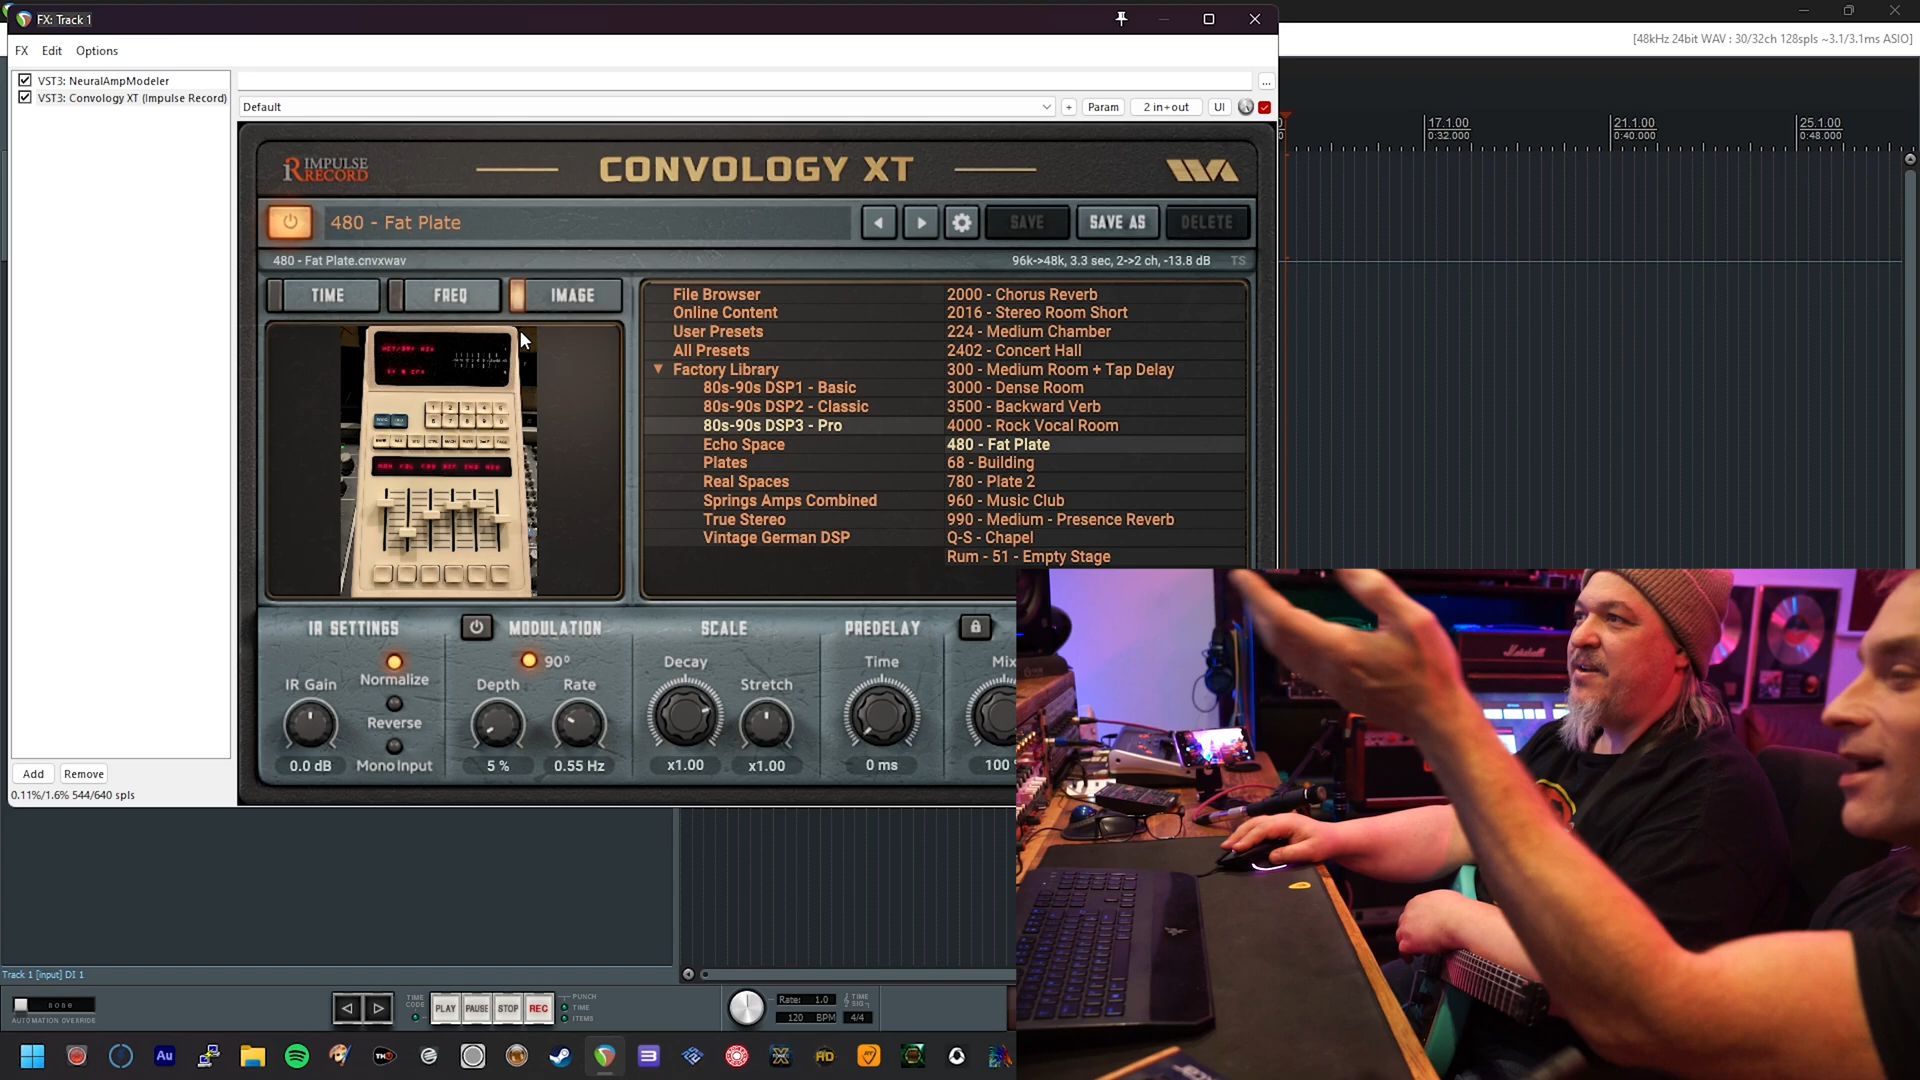 FX: Track 1
FX Edit Options
[48kHz 24bit WAV : 30/32ch 128spls ~3.1/3.1ms ASIO]
VST3: NeuralAmpModeler
VST3: Convology XT (Impulse Record)
...
Default
+ Param 2 in+out UI
17.1.00
0:32.000
21.1.00
0:40.000
25.1.00
0:48.000
IMPULSE
RECORD
CONVOLOGY XT
480 - Fat Plate
SAVE SAVE AS DELETE
480 - Fat Plate.cnvxwav
96k->48k, 3.3 sec, 2->2 ch, -13.8 dB TS
TIME FREQ IMAGE
File Browser
Online Content
User Presets
All Presets
Factory Library
80s-90s DSP1 - Basic
80s-90s DSP2 - Classic
80s-90s DSP3 - Pro
Echo Space
Plates
Real Spaces
Springs Amps Combined
True Stereo
Vintage German DSP
2000 - Chorus Reverb
2016 - Stereo Room Short
224 - Medium Chamber
2402 - Concert Hall
300 - Medium Room + Tap Delay
3000 - Dense Room
3500 - Backward Verb
4000 - Rock Vocal Room
480 - Fat Plate
68 - Building
780 - Plate 2
960 - Music Club
990 - Medium - Presence Reverb
Q-S - Chapel
Rum - 51 - Empty Stage
IR SETTINGS MODULATION SCALE PREDELAY
Normalize
IR Gain
Reverse
Mono Input
0.0 dB
90°
Depth Rate
5 % 0.55 Hz
Decay Stretch
x1.00 x1.00
Time
0 ms
Mix
100
Marshall
Add Remove
0.11%/1.6% 544/640 spls
Track 1 [input] DI 1
none
AUTOMATION OVERRIDE
TIME
CODE
PLAY PAUSE STOP REC
PUNCH
TIME
ITEMS
Rate: 1.0
120 BPM
TIME
SIG
4/4
Au